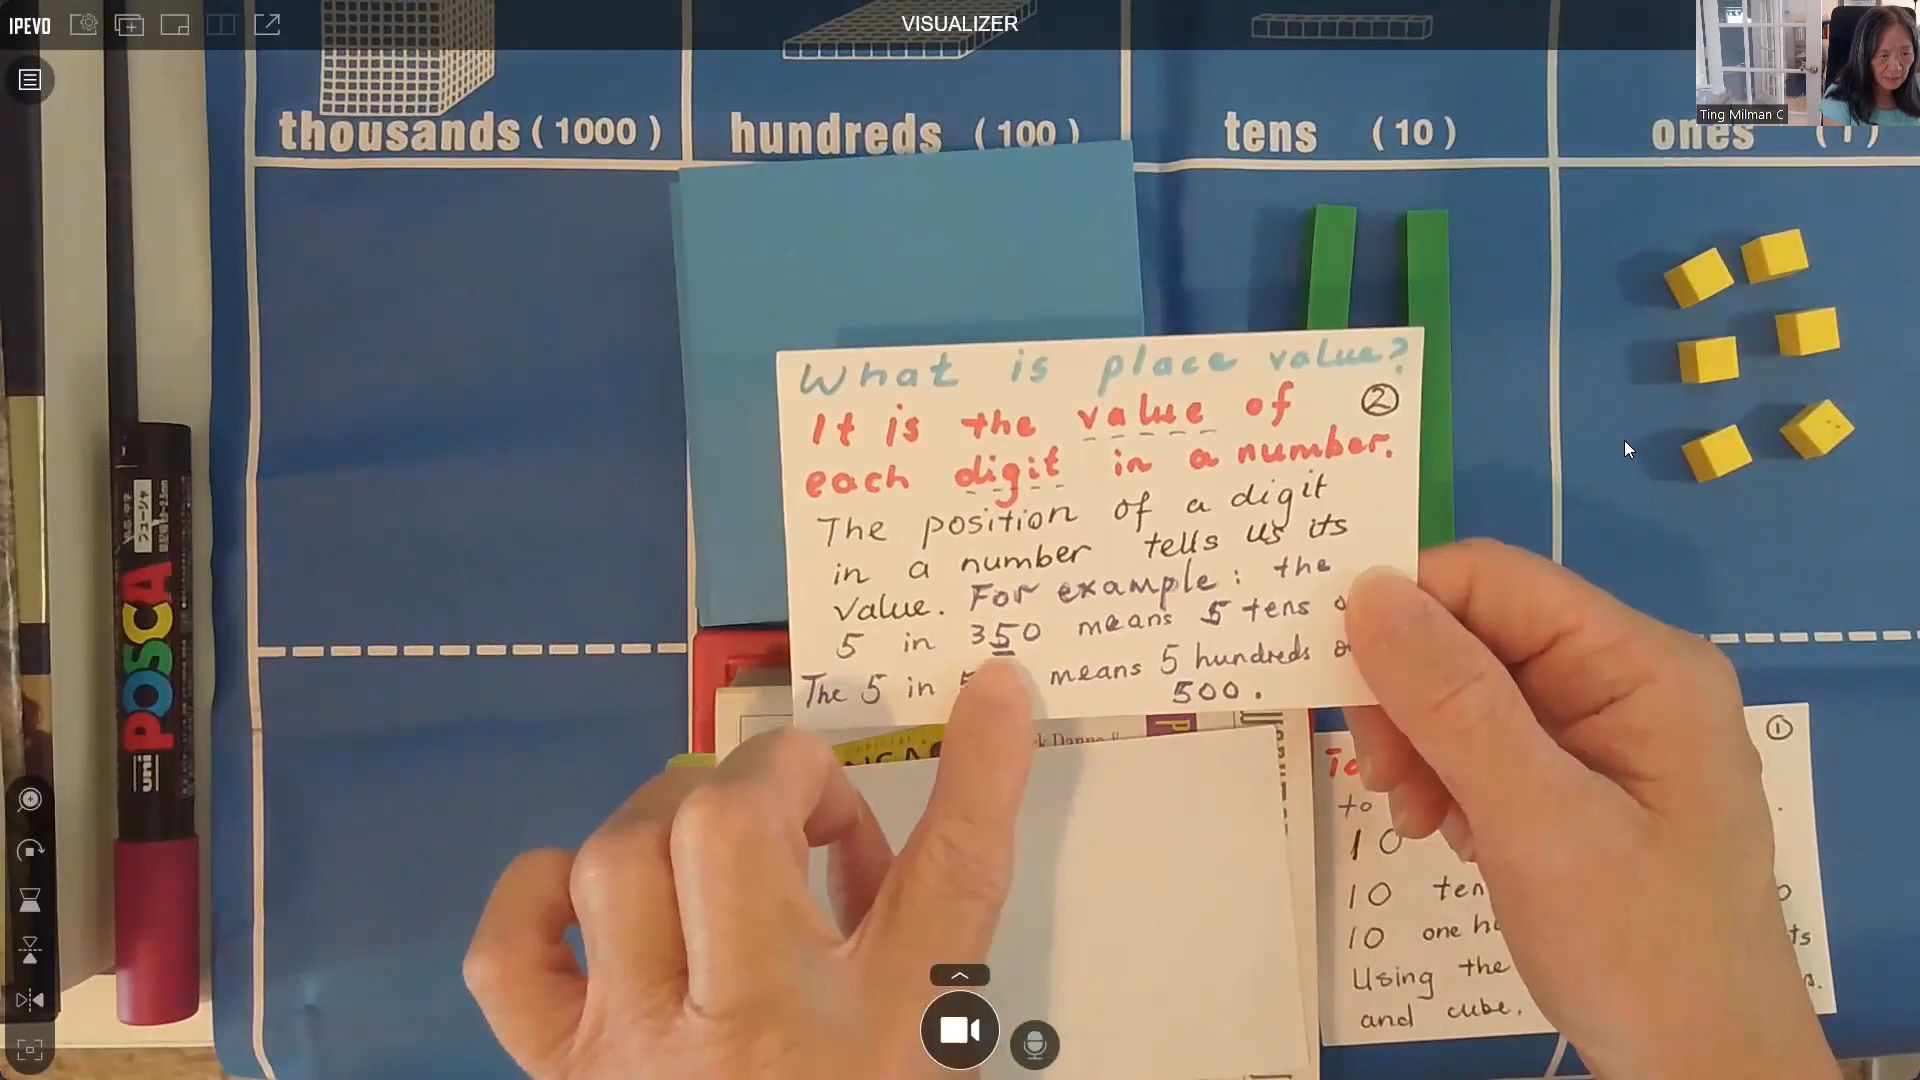 IPEVO
VISUALIZER
Ting Milman C
thousands (1000)
hundreds (100)
tens (10)
ones (1)
What is place value?
It is the value of
②
each digit in a number.
The position of a digit
in a number tells us its
value. For example: the
5 in 350 means 5 tens
The 5 in means 5 hundreds
500.
POSCA
uni
①
to
10
10 ten
10 one
Using the
and cube.